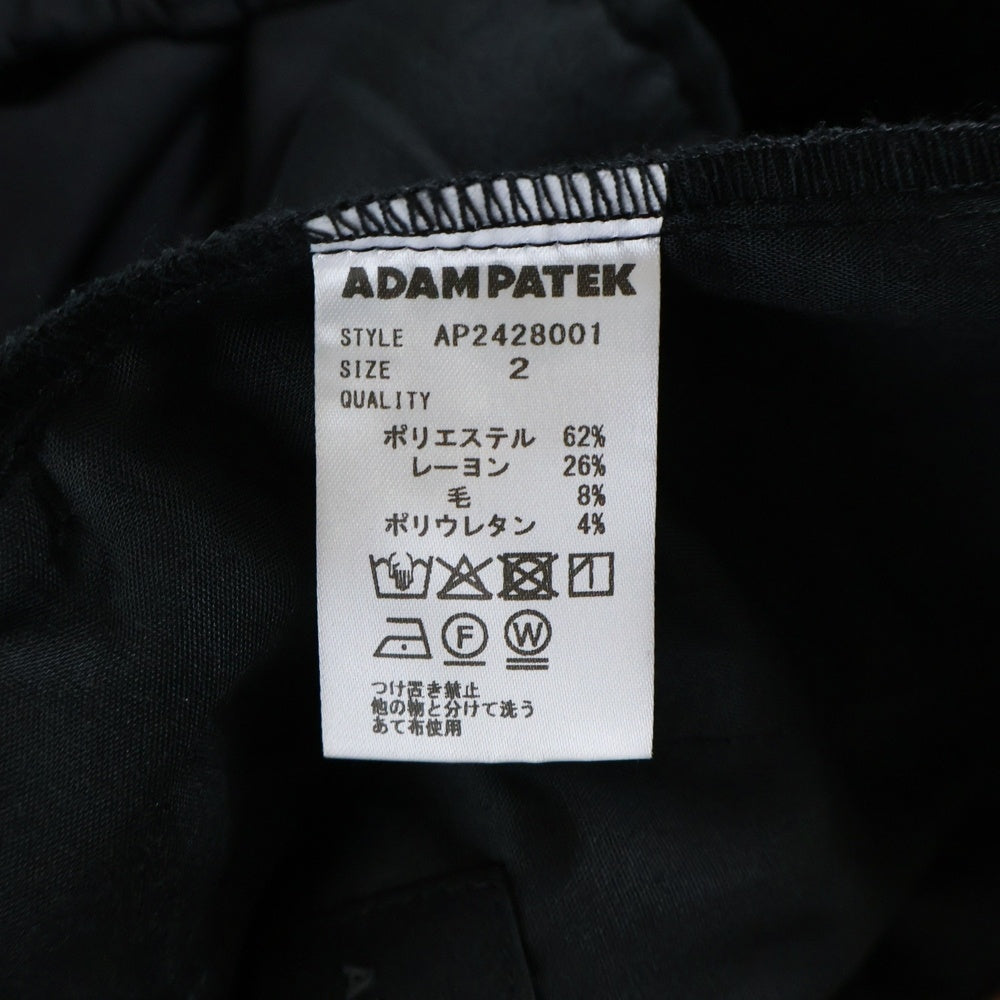 ADAM PATEK
STYLE AP2428001
SIZE 2
QUALITY
ポリエステル 62%
レーヨン 26%
毛 8%
ポリウレタン 4%
F W
つけ置き禁止
他の物と分けて洗う
あて布使用
A